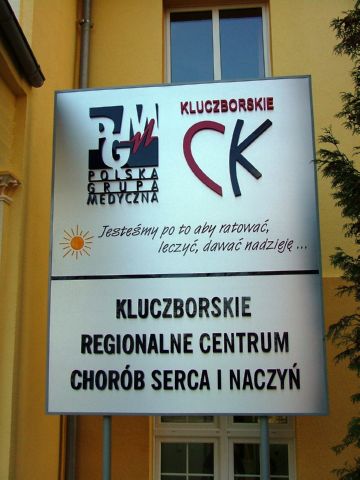 PGMn
POLSKA
GRUPA
MEDYCZNA
KLUCZBORSKIE
CK
Jesteśmy po to aby ratować,
leczyć, dawać nadzieję...
KLUCZBORSKIE
REGIONALNE CENTRUM
CHORÓB SERCA I NACZYŃ